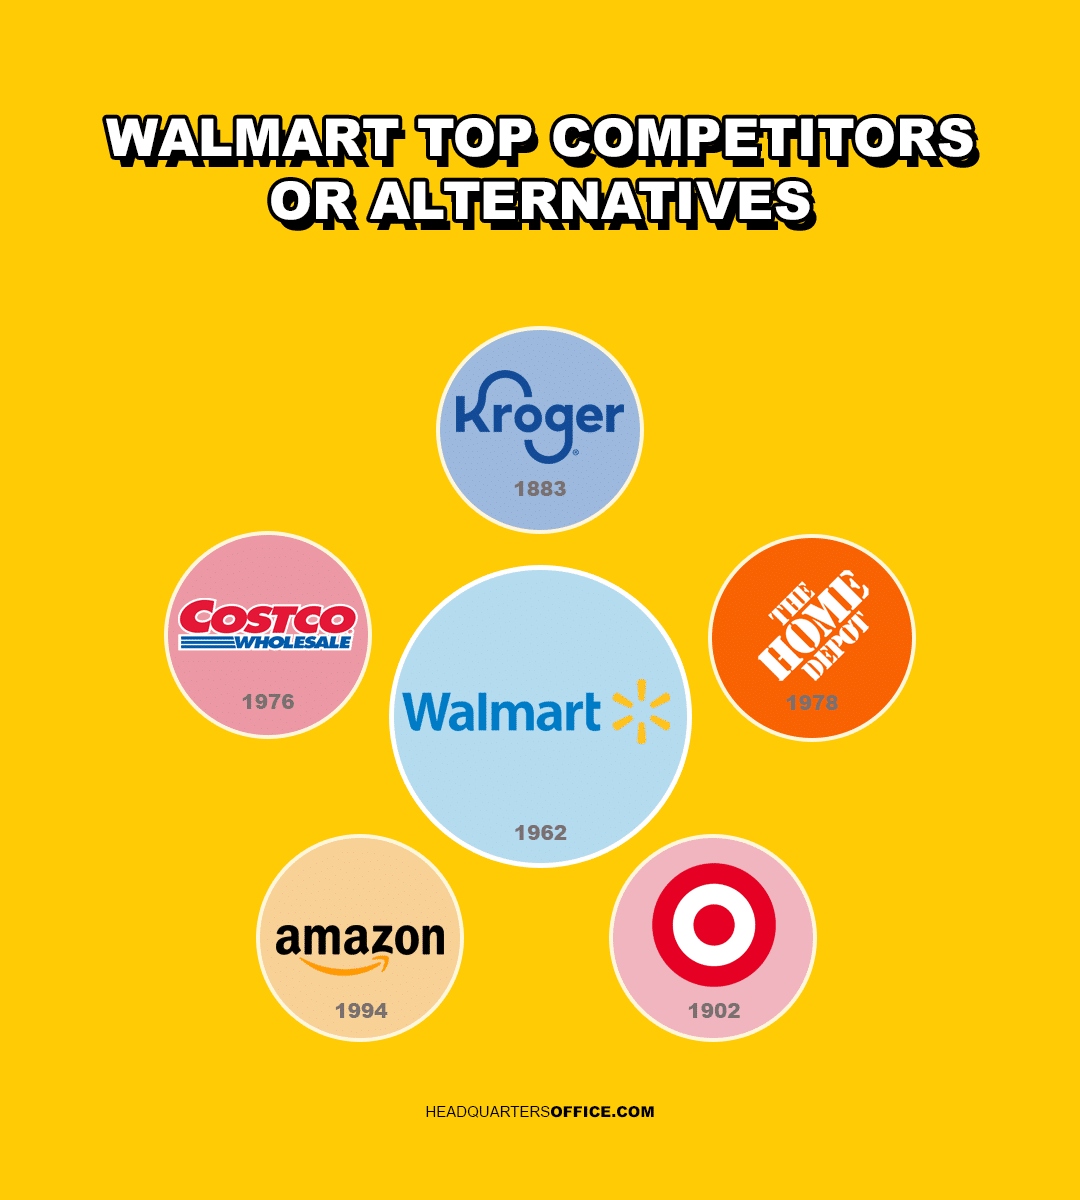 WALMART TOP COMPETITORS
OR ALTERNATIVES
Kroger®
1883
COSTCO
WHOLESALE
1976
THE
HOME
DEPOT
1978
Walmart
1962
amazon
1994
1902
HEADQUARTERSOFFICE.COM